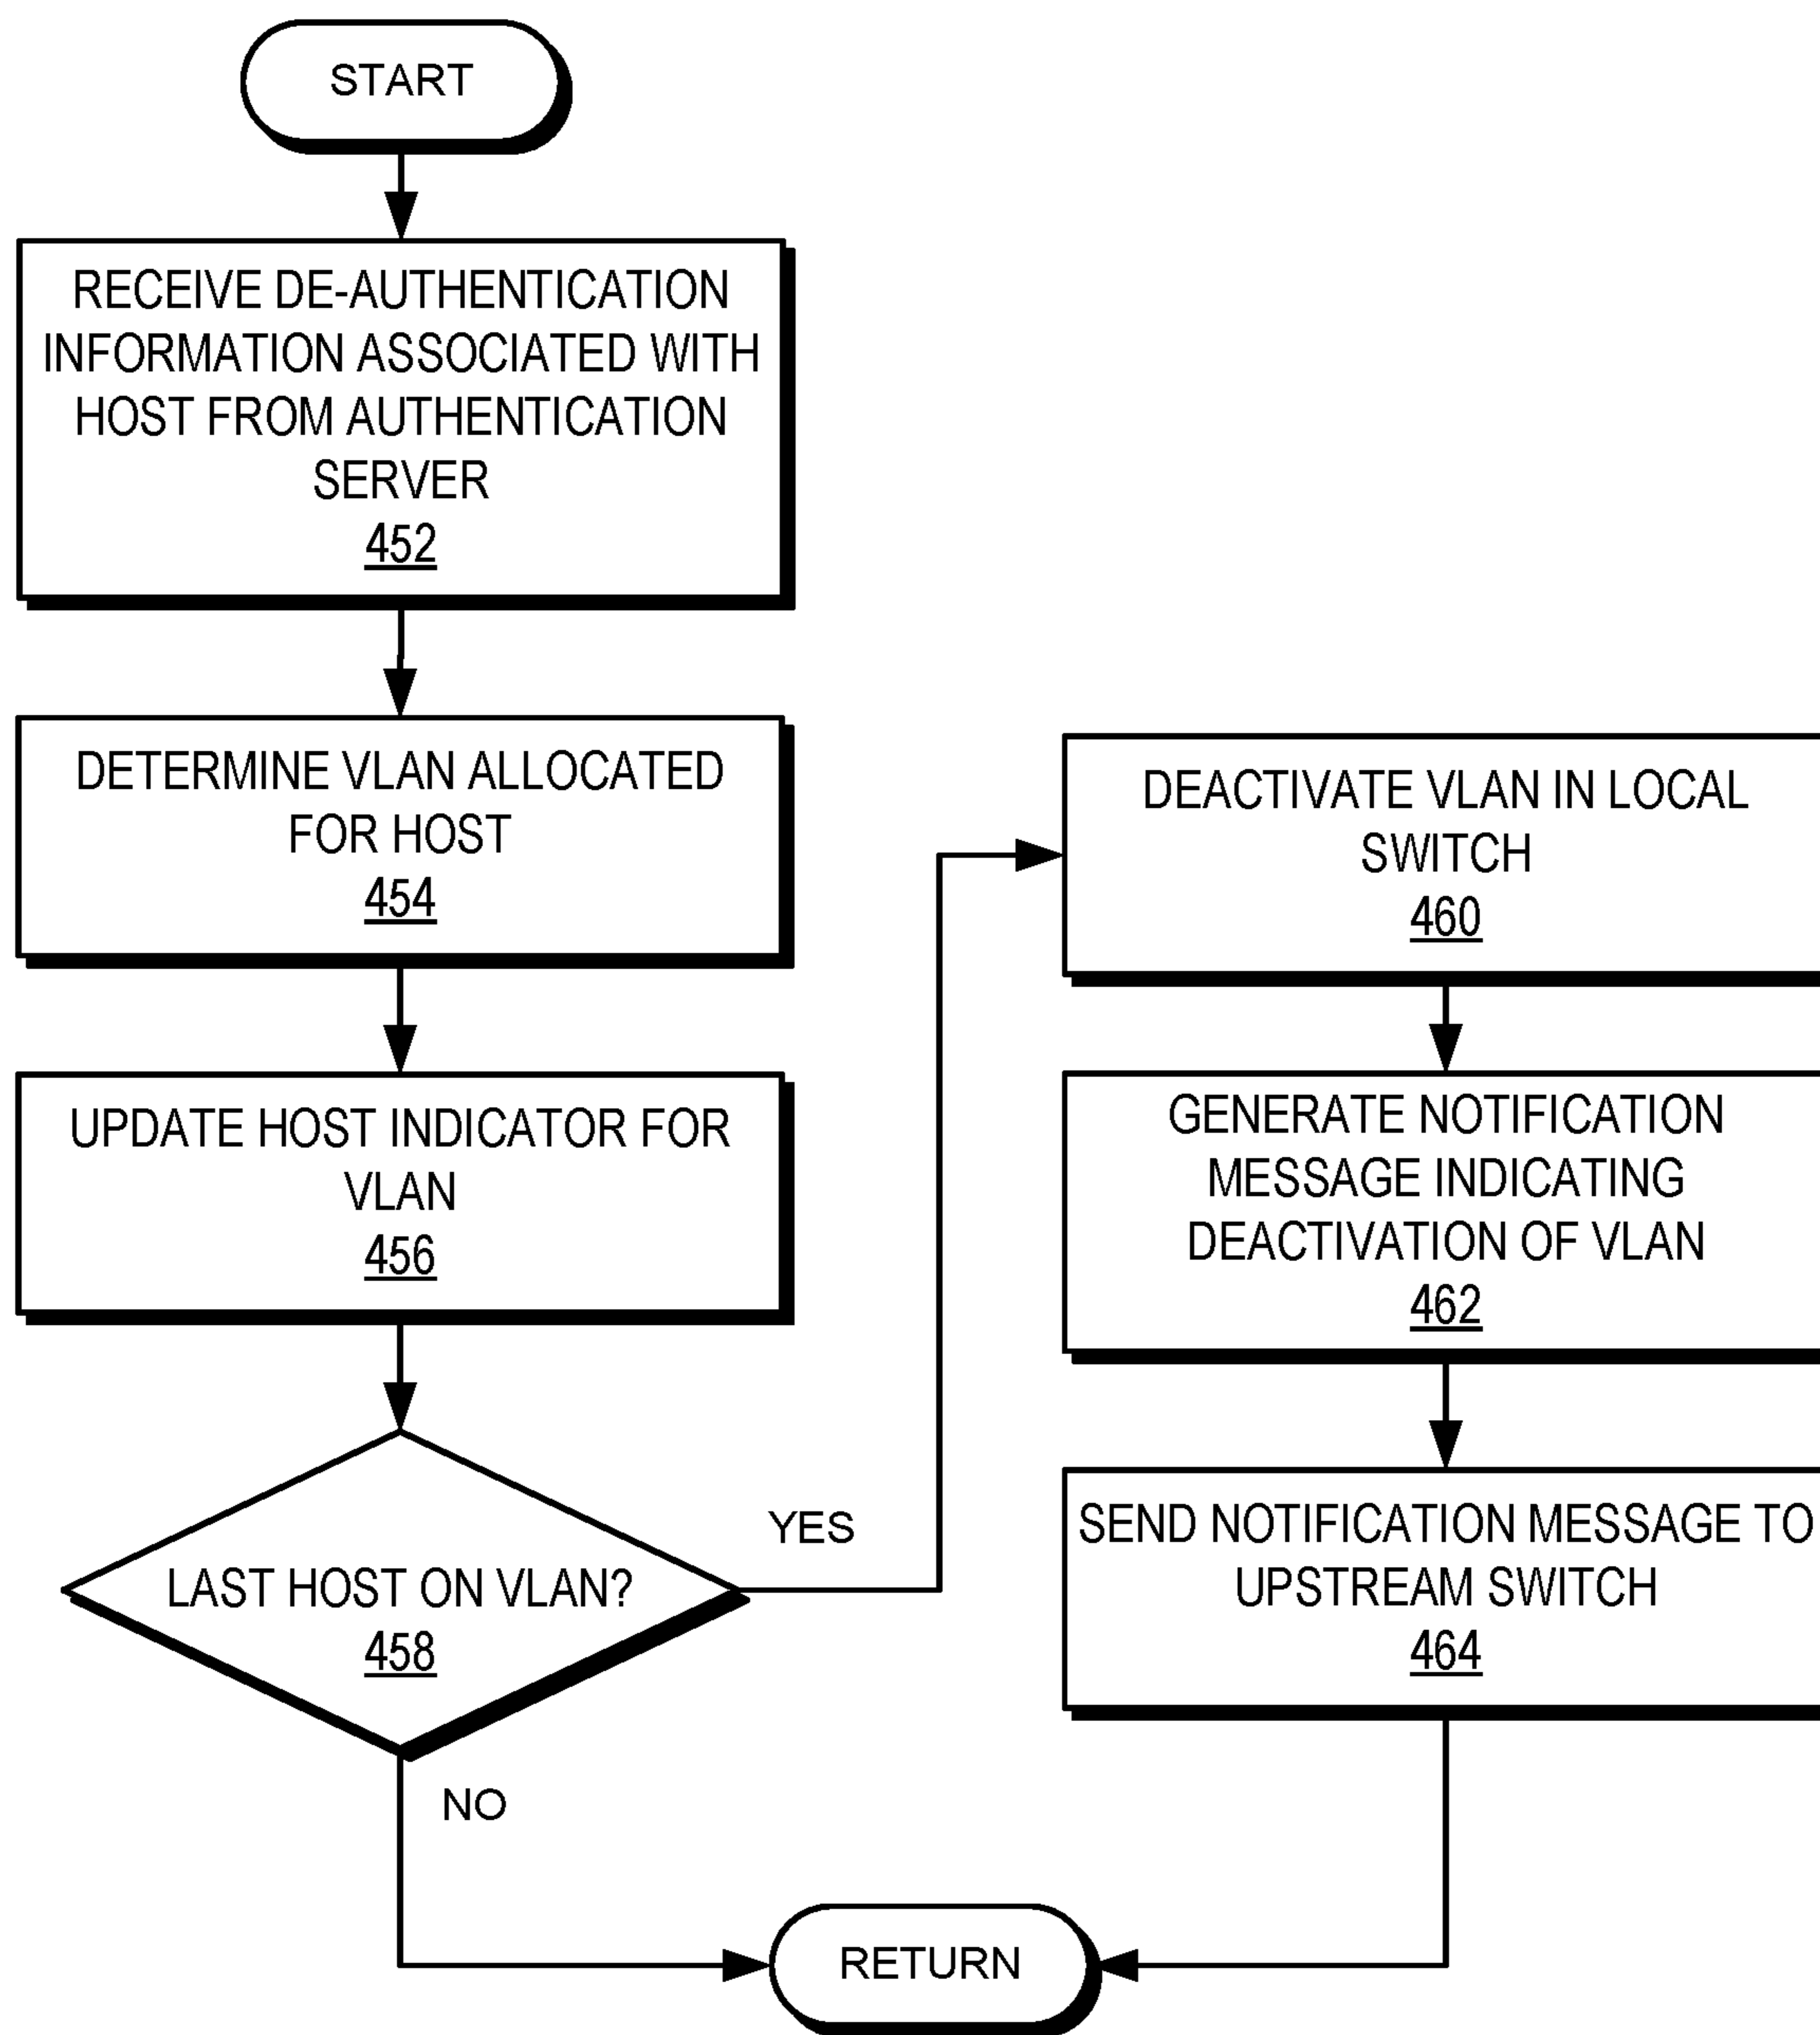 START
RECEIVE DE-AUTHENTICATION
INFORMATION ASSOCIATED WITH
HOST FROM AUTHENTICATION
SERVER
452
DETERMINE VLAN ALLOCATED
FOR HOST
454
UPDATE HOST INDICATOR FOR
VLAN
456
LAST HOST ON VLAN?
458
YES
NO
DEACTIVATE VLAN IN LOCAL
SWITCH
460
GENERATE NOTIFICATION
MESSAGE INDICATING
DEACTIVATION OF VLAN
462
SEND NOTIFICATION MESSAGE TO
UPSTREAM SWITCH
464
RETURN